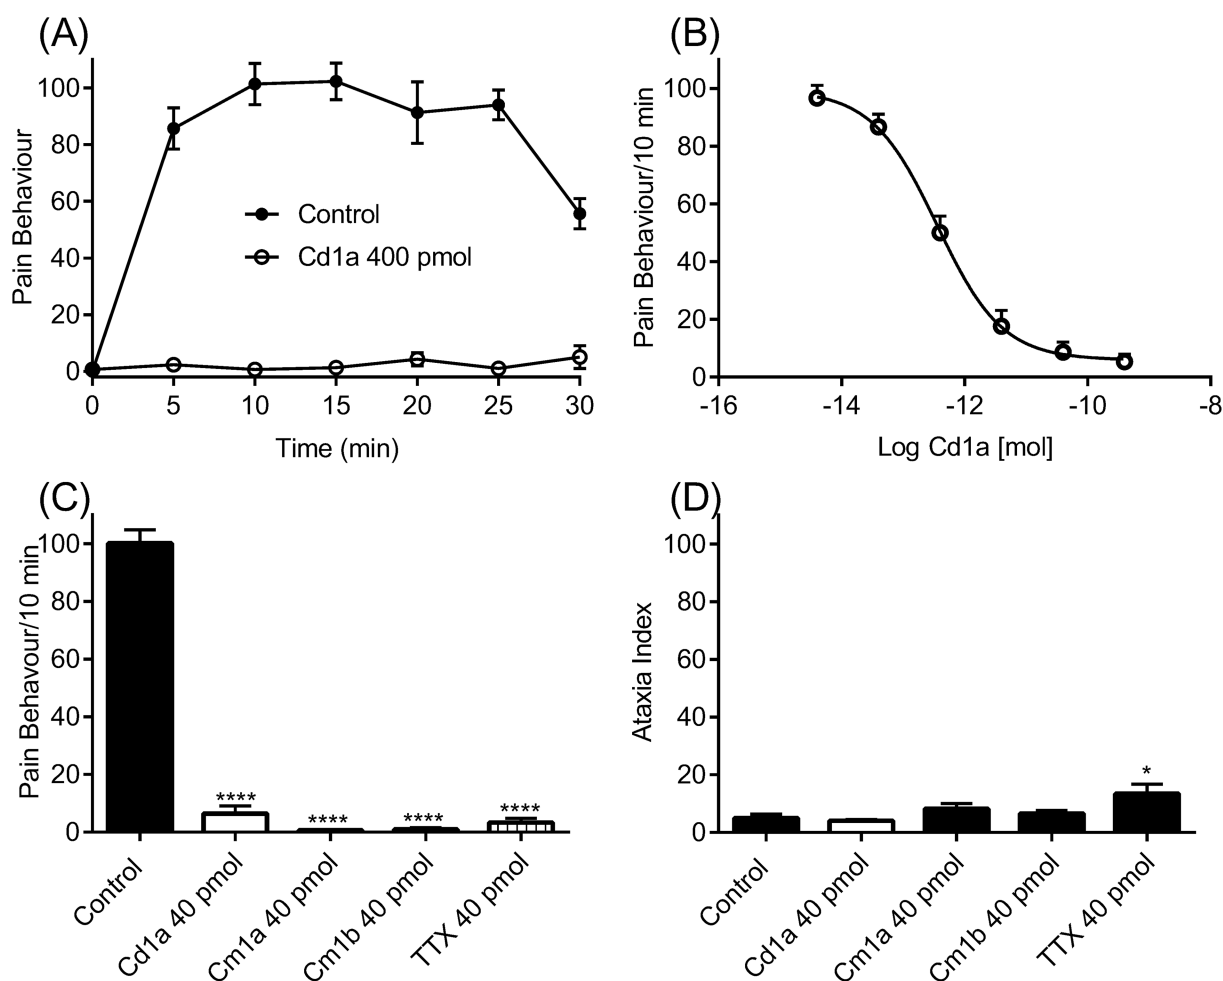 (A)
Pain Behaviour
100
80
60
40
20
0
Control
Cd1a 400 pmol
0 5 10 15 20 25 30
Time (min)
(B)
Pain Behaviour/10 min
100
80
60
40
20
0
-16 -14 -12 -10 -8
Log Cd1a [mol]
(C)
Pain Behavour/10 min
100
80
60
40
20
0
**** **** **** ****
Control
Cd1a 40 pmol
Cm1a 40 pmol
Cm1b 40 pmol
TTX 40 pmol
(D)
Ataxia Index
100
80
60
40
20
0
*
Control
Cd1a 40 pmol
Cm1a 40 pmol
Cm1b 40 pmol
TTX 40 pmol